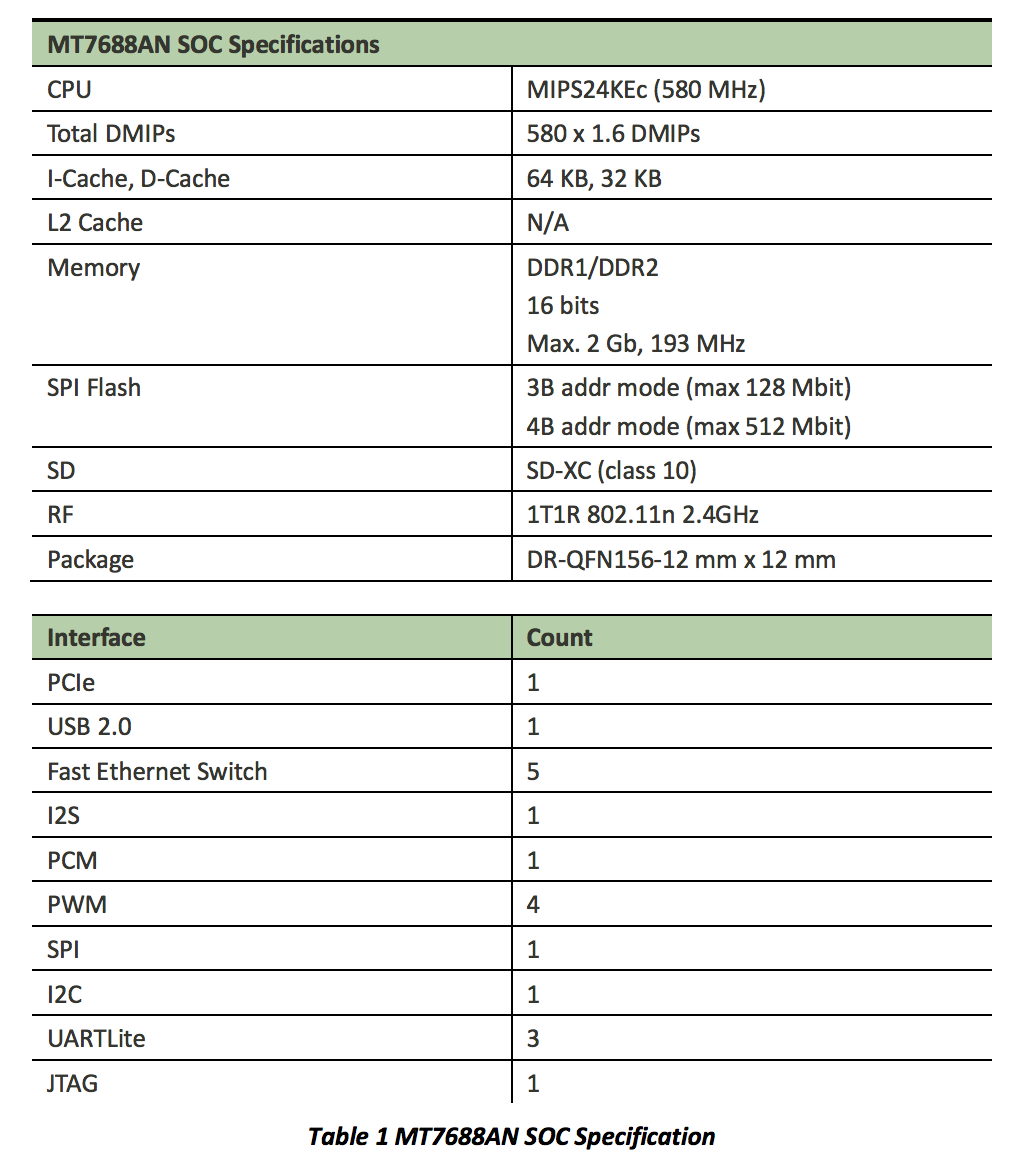 MT7688AN SOC Specifications
CPU MIPS24KEc (580 MHz)
Total DMIPs 580 x 1.6 DMIPs
I-Cache, D-Cache 64 KB, 32 KB
L2 Cache N/A
Memory DDR1/DDR2
16 bits
Max. 2 Gb, 193 MHz
SPI Flash 3B addr mode (max 128 Mbit)
4B addr mode (max 512 Mbit)
SD SD-XC (class 10)
RF 1T1R 802.11n 2.4GHz
Package DR-QFN156-12 mm x 12 mm
Interface Count
PCIe 1
USB 2.0 1
Fast Ethernet Switch 5
I2S 1
PCM 1
PWM 4
SPI 1
I2C 1
UARTLite 3
JTAG 1
Table 1 MT7688AN SOC Specification